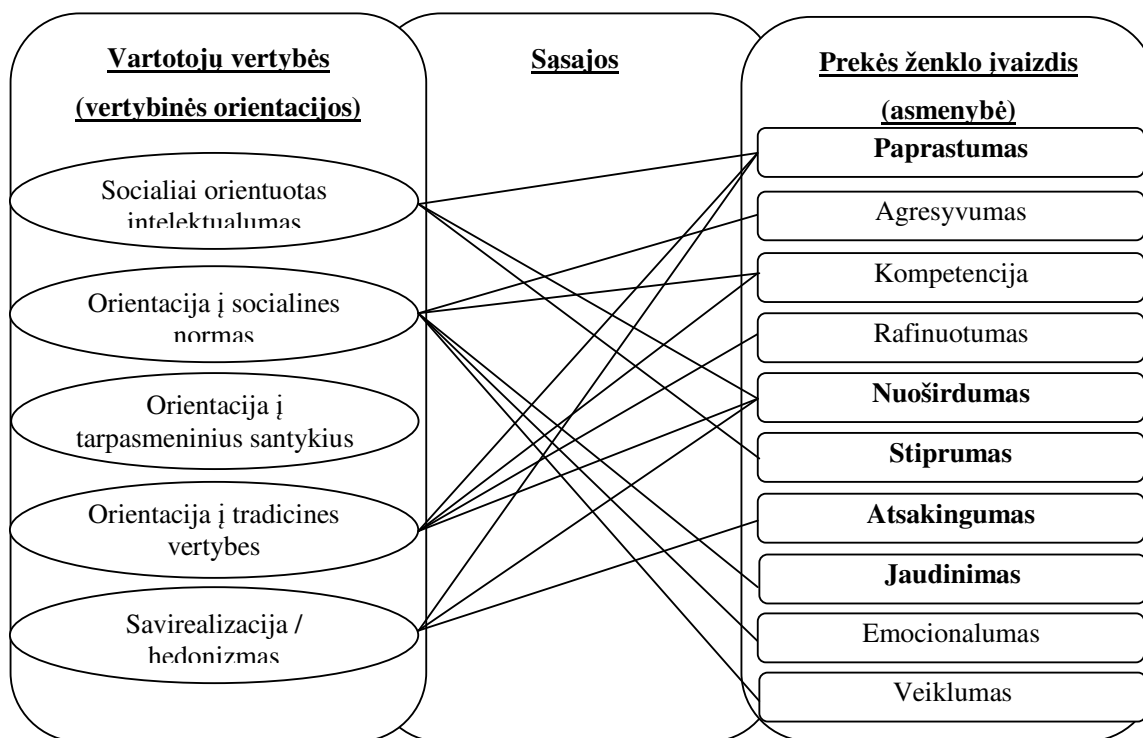 Vartotojų vertybės
(vertybinės orientacijos)
Socialiai orientuotas
intelektualumas
Orientacija į socialines
normas
Orientacija į
tarpasmeninius santykius
Orientacija į tradicines
vertybes
Savirealizacija /
hedonizmas
Sąsajos
Prekės ženklo įvaizdis
(asmenybė)
Paprastumas
Agresyvumas
Kompetencija
Rafinuotumas
Nuoširdumas
Stiprumas
Atsakingumas
Jaudinimas
Emocionalumas
Veiklumas